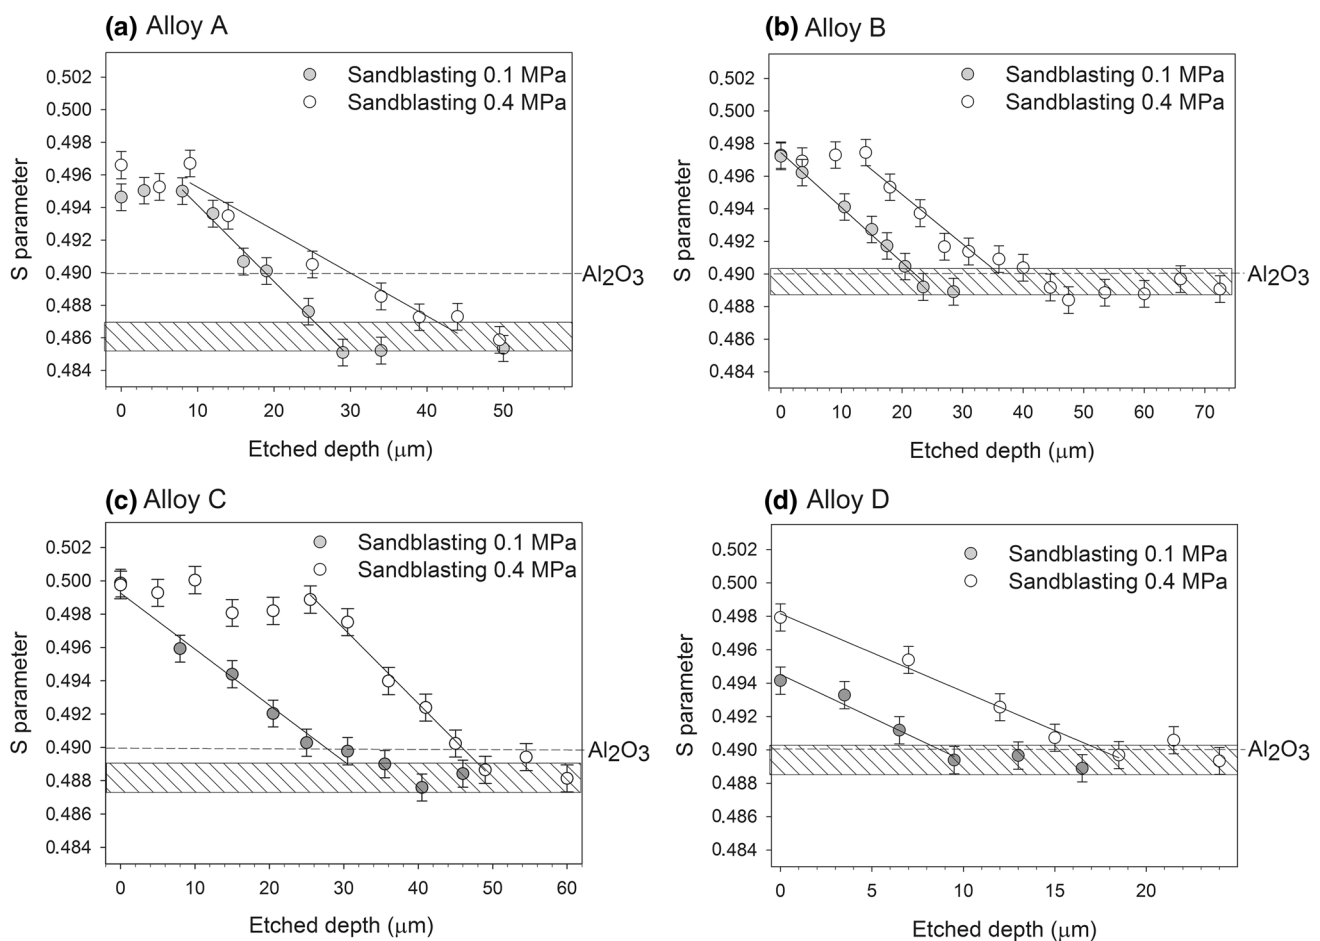 (a) Alloy A
Sandblasting 0.1 MPa
Sandblasting 0.4 MPa
0.502
0.500
0.498
0.496
0.494
0.492
0.490
0.488
0.486
0.484
S parameter
Al2O3
0 10 20 30 40 50
Etched depth (μm)
(b) Alloy B
Sandblasting 0.1 MPa
Sandblasting 0.4 MPa
0.502
0.500
0.498
0.496
0.494
0.492
0.490
0.488
0.486
0.484
S parameter
Al2O3
0 10 20 30 40 50 60 70
Etched depth (μm)
(c) Alloy C
Sandblasting 0.1 MPa
Sandblasting 0.4 MPa
0.502
0.500
0.498
0.496
0.494
0.492
0.490
0.488
0.486
0.484
S parameter
Al2O3
0 10 20 30 40 50 60
Etched depth (μm)
(d) Alloy D
Sandblasting 0.1 MPa
Sandblasting 0.4 MPa
0.502
0.500
0.498
0.496
0.494
0.492
0.490
0.488
0.486
0.484
S parameter
Al2O3
0 5 10 15 20
Etched depth (μm)